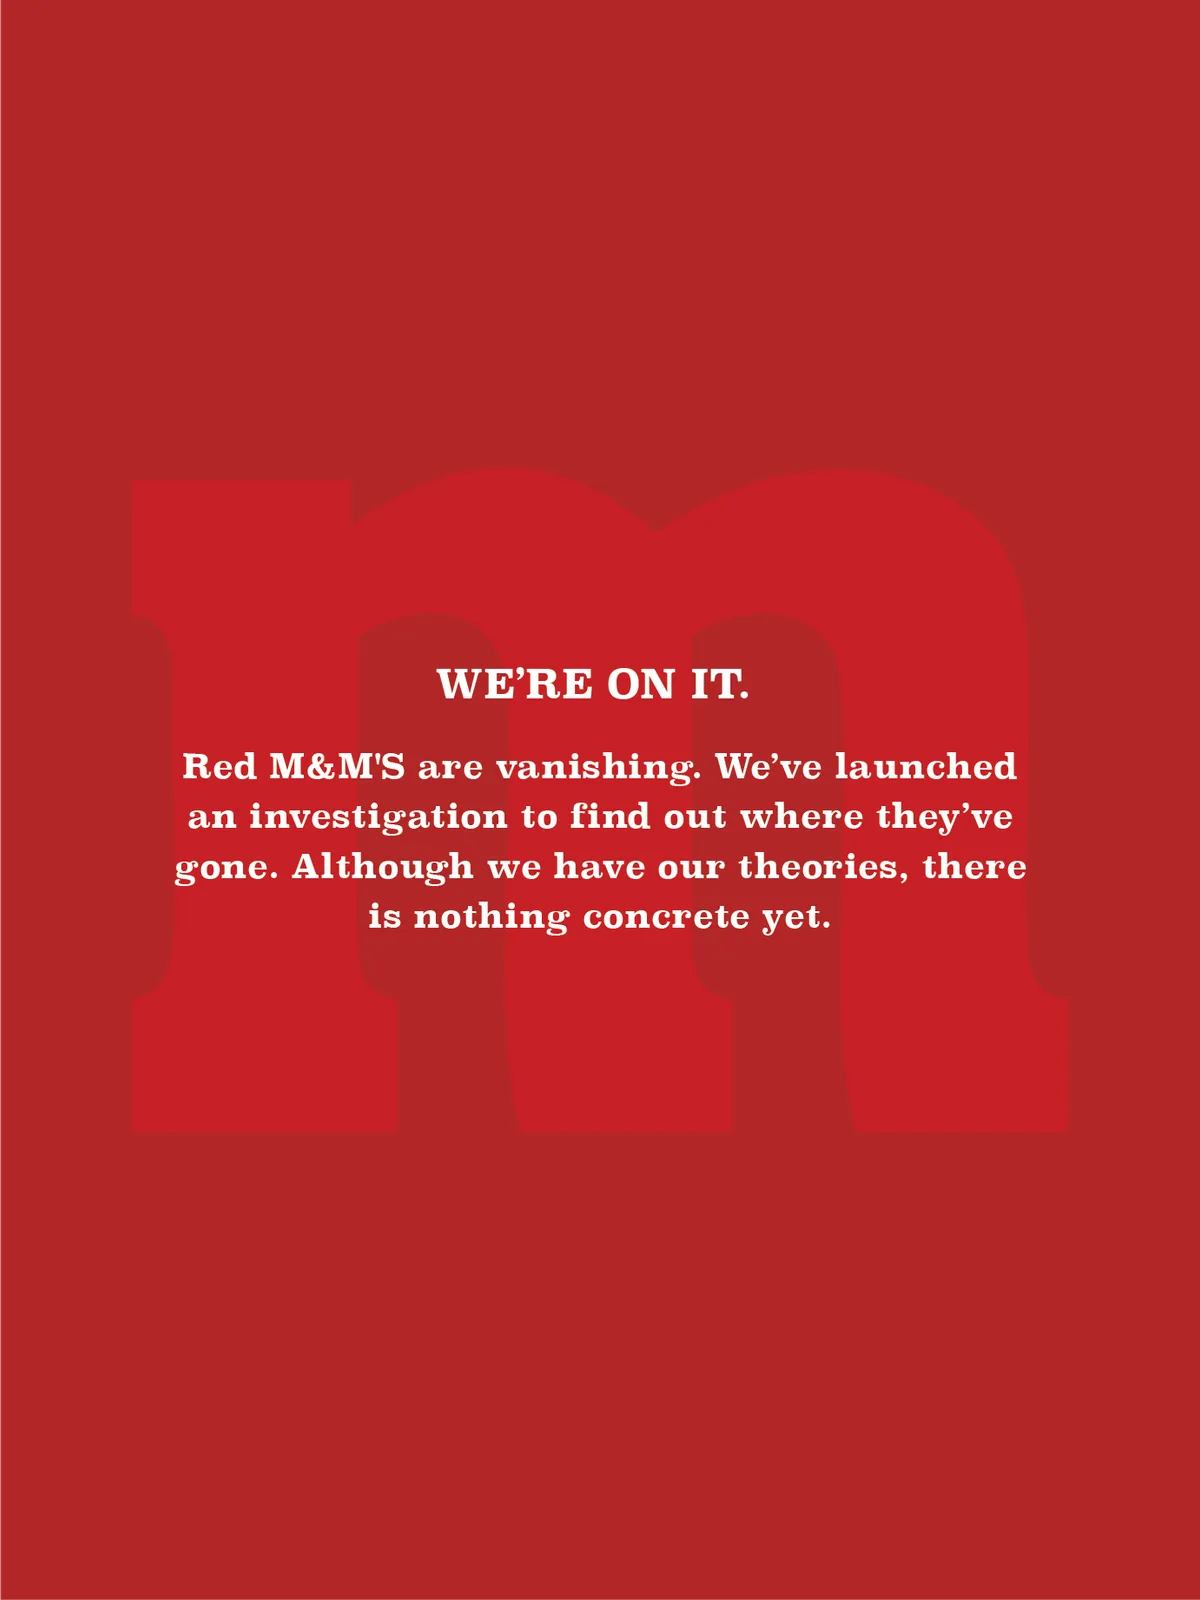 m
WE’RE ON IT.
Red M&M'S are vanishing. We’ve launched
an investigation to find out where they’ve
gone. Although we have our theories, there
is nothing concrete yet.